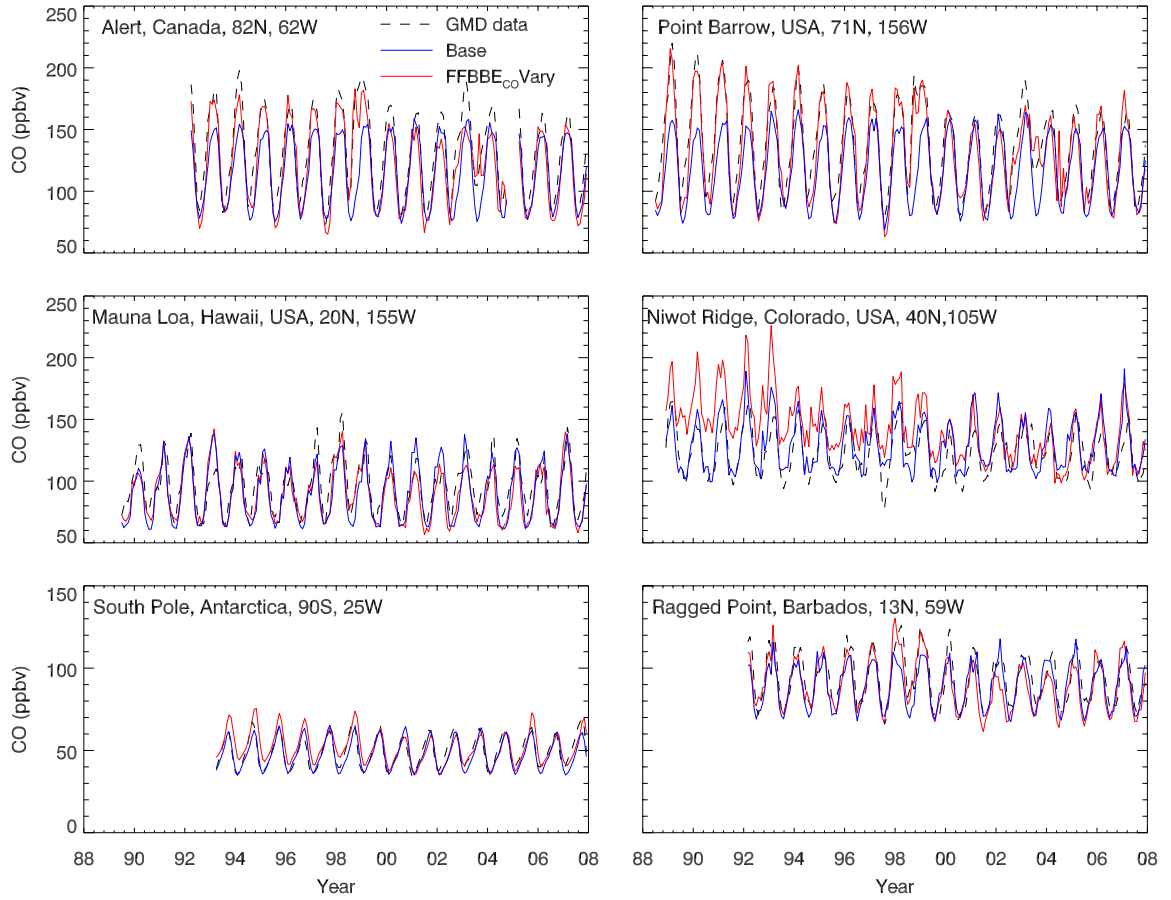 Alert, Canada, 82N, 62W
GMD data
Base
FFBBE_COVary
250
200
150
100
50
CO (ppbv)
Point Barrow, USA, 71N, 156W
Mauna Loa, Hawaii, USA, 20N, 155W
250
200
150
100
50
CO (ppbv)
Niwot Ridge, Colorado, USA, 40N,105W
South Pole, Antarctica, 90S, 25W
150
100
50
0
CO (ppbv)
Ragged Point, Barbados, 13N, 59W
88 90 92 94 96 98 00 02 04 06 08
Year
88 90 92 94 96 98 00 02 04 06 08
Year